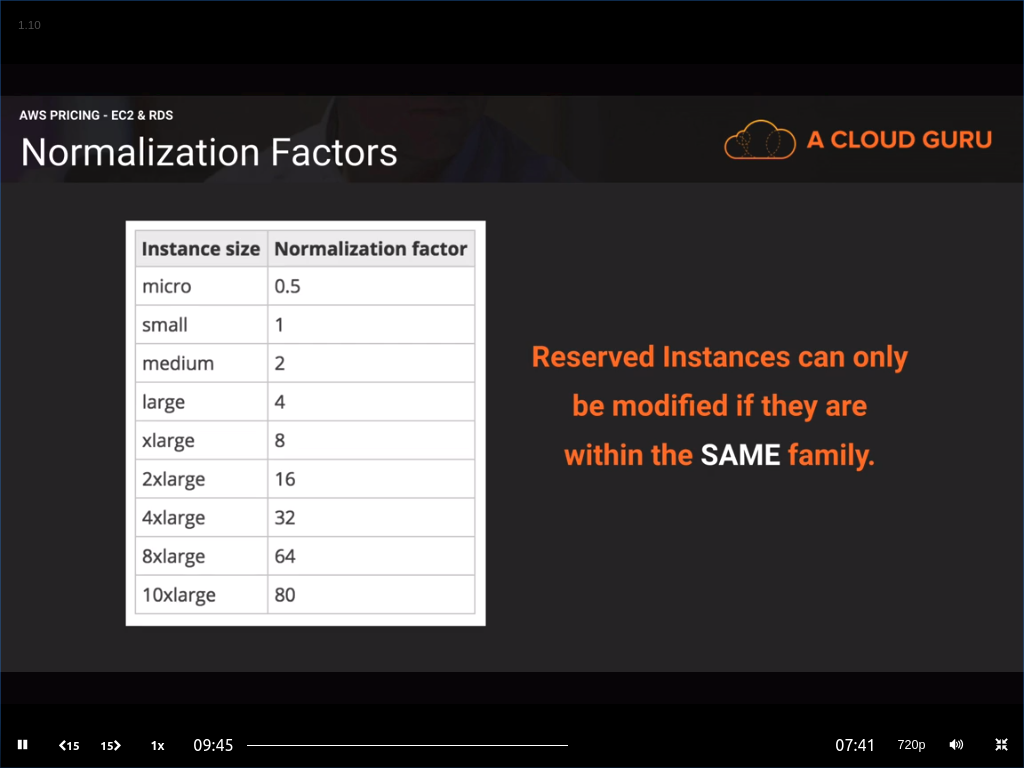 1.10
AWS PRICING - EC2 & RDS
Normalization Factors
A CLOUD GURU
Instance size Normalization factor
micro 0.5
small 1
medium 2
large 4
xlarge 8
2xlarge 16
4xlarge 32
8xlarge 64
10xlarge 80
Reserved Instances can only
be modified if they are
within the SAME family.
15 15 1x 09:45 07:41 720p